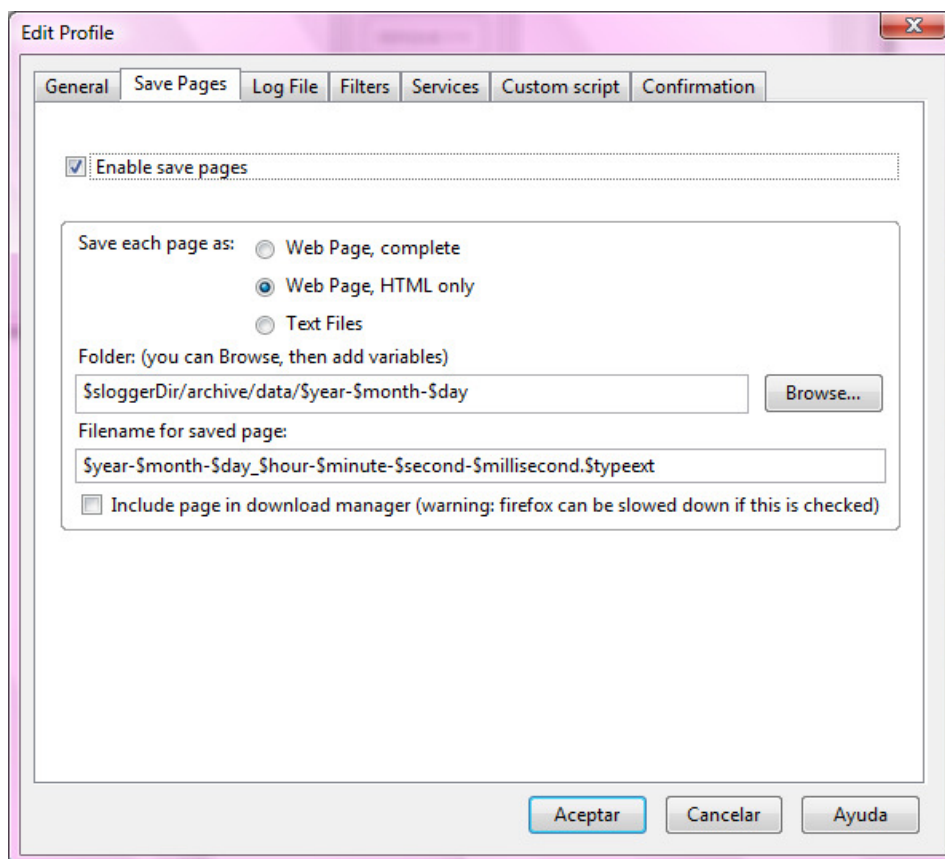 Edit Profile
General Save Pages Log File Filters Services Custom script Confirmation
Enable save pages
Save each page as: Web Page, complete
Web Page, HTML only
Text Files
Folder: (you can Browse, then add variables)
$sloggerDir/archive/data/$year-$month-$day Browse...
Filename for saved page:
$year-$month-$day_$hour-$minute-$second-$millisecond.$typeext
Include page in download manager (warning: firefox can be slowed down if this is checked)
Aceptar Cancelar Ayuda